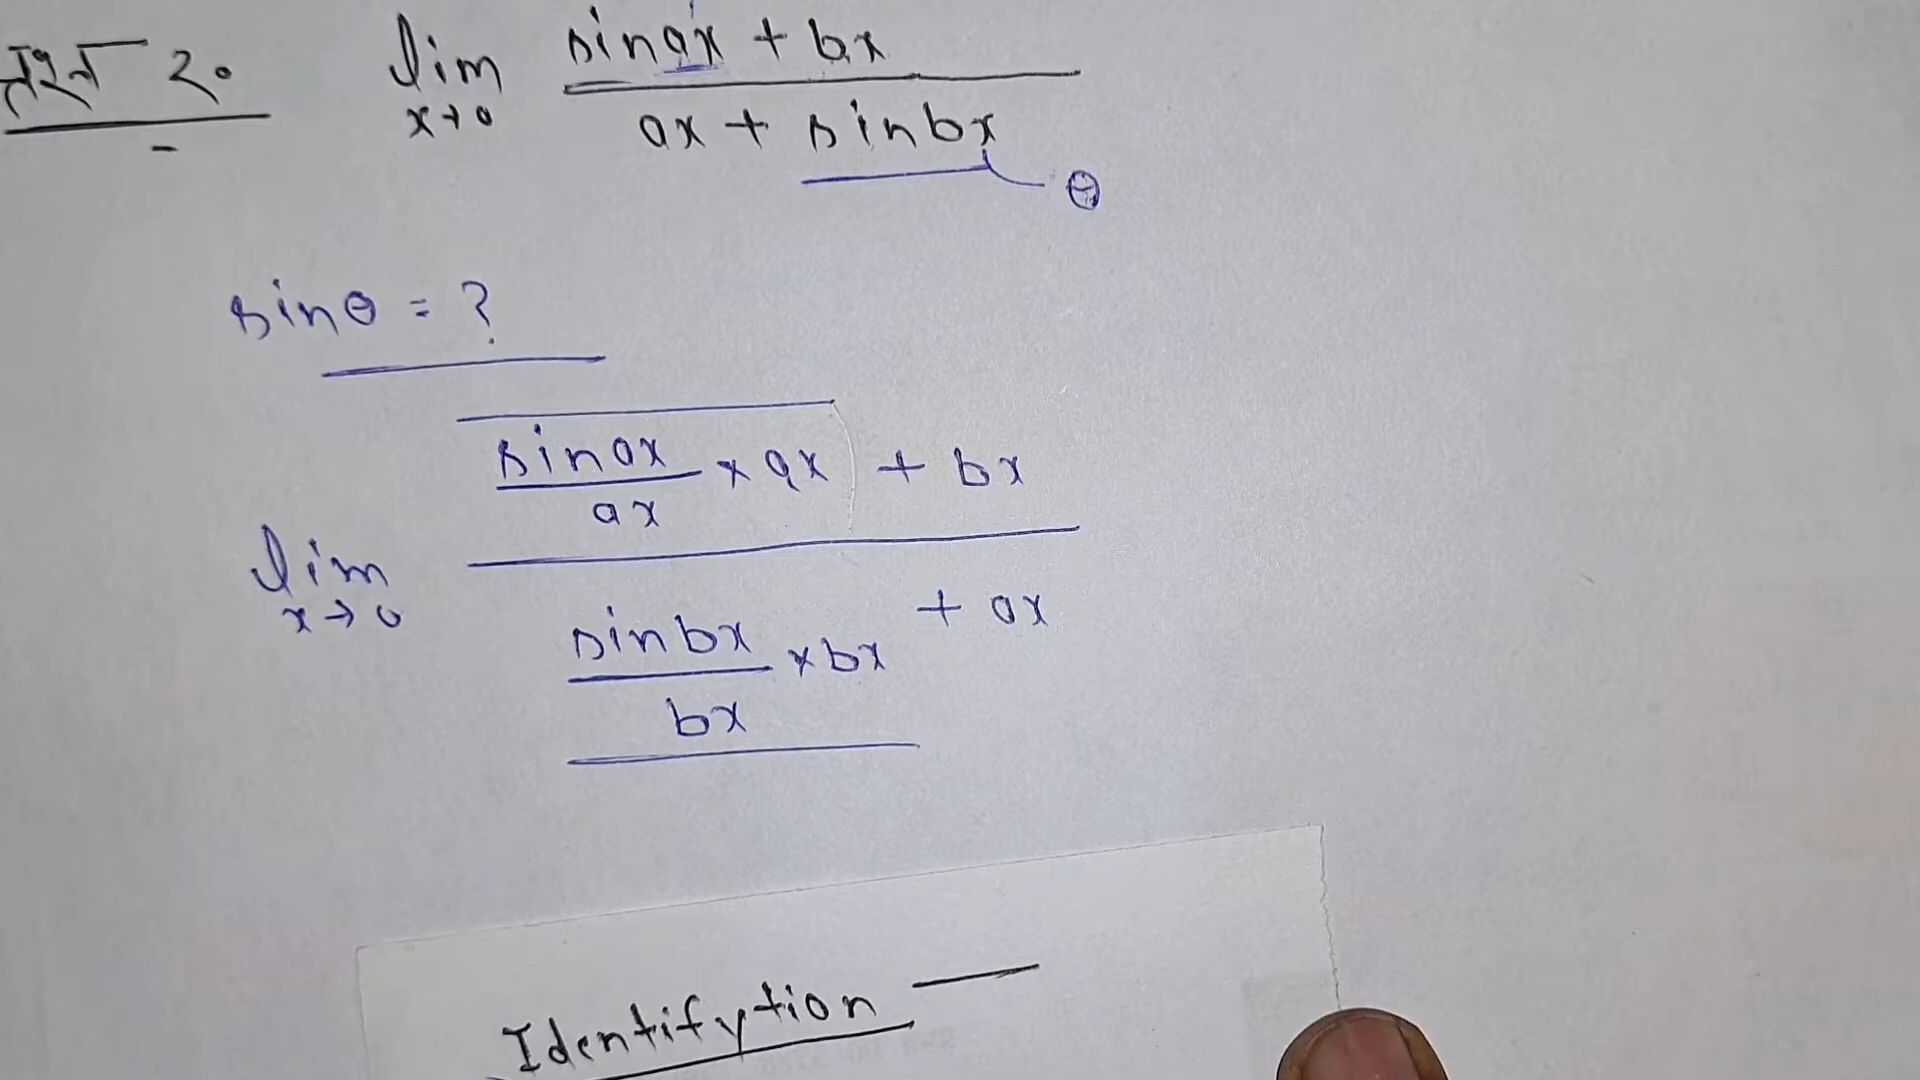 प्रश्न २०
lim x→0 (sinax + bx) / (ax + sinbx)
θ
sinθ = ?
lim x→0 (sinax/ax × ax + bx) / (sinbx/bx × bx + ax)
Identifytion —